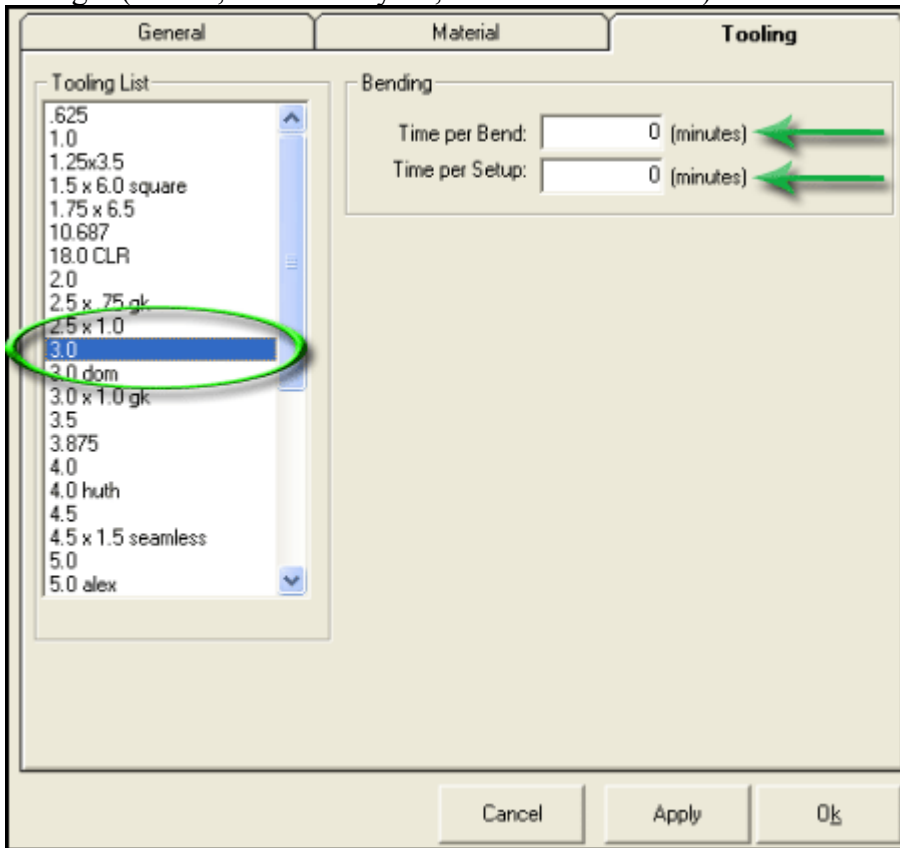 General
Material
Tooling
Tooling List
.625
1.0
1.25x3.5
1.5 x 6.0 square
1.75 x 6.5
10.687
18.0 CLR
2.0
2.5 x .75 gk
2.5 x 1.0
3.0
3.0 dom
3.0 x 1.0 gk
3.5
3.875
4.0
4.0 huth
4.5
4.5 x 1.5 seamless
5.0
5.0 alex
Bending
Time per Bend: 0 (minutes)
Time per Setup: 0 (minutes)
Cancel
Apply
Ok